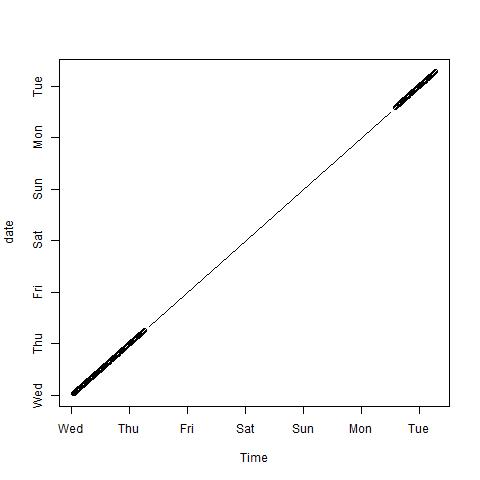 date
Tue
Mon
Sun
Sat
Fri
Thu
Wed
Wed Thu Fri Sat Sun Mon Tue
Time